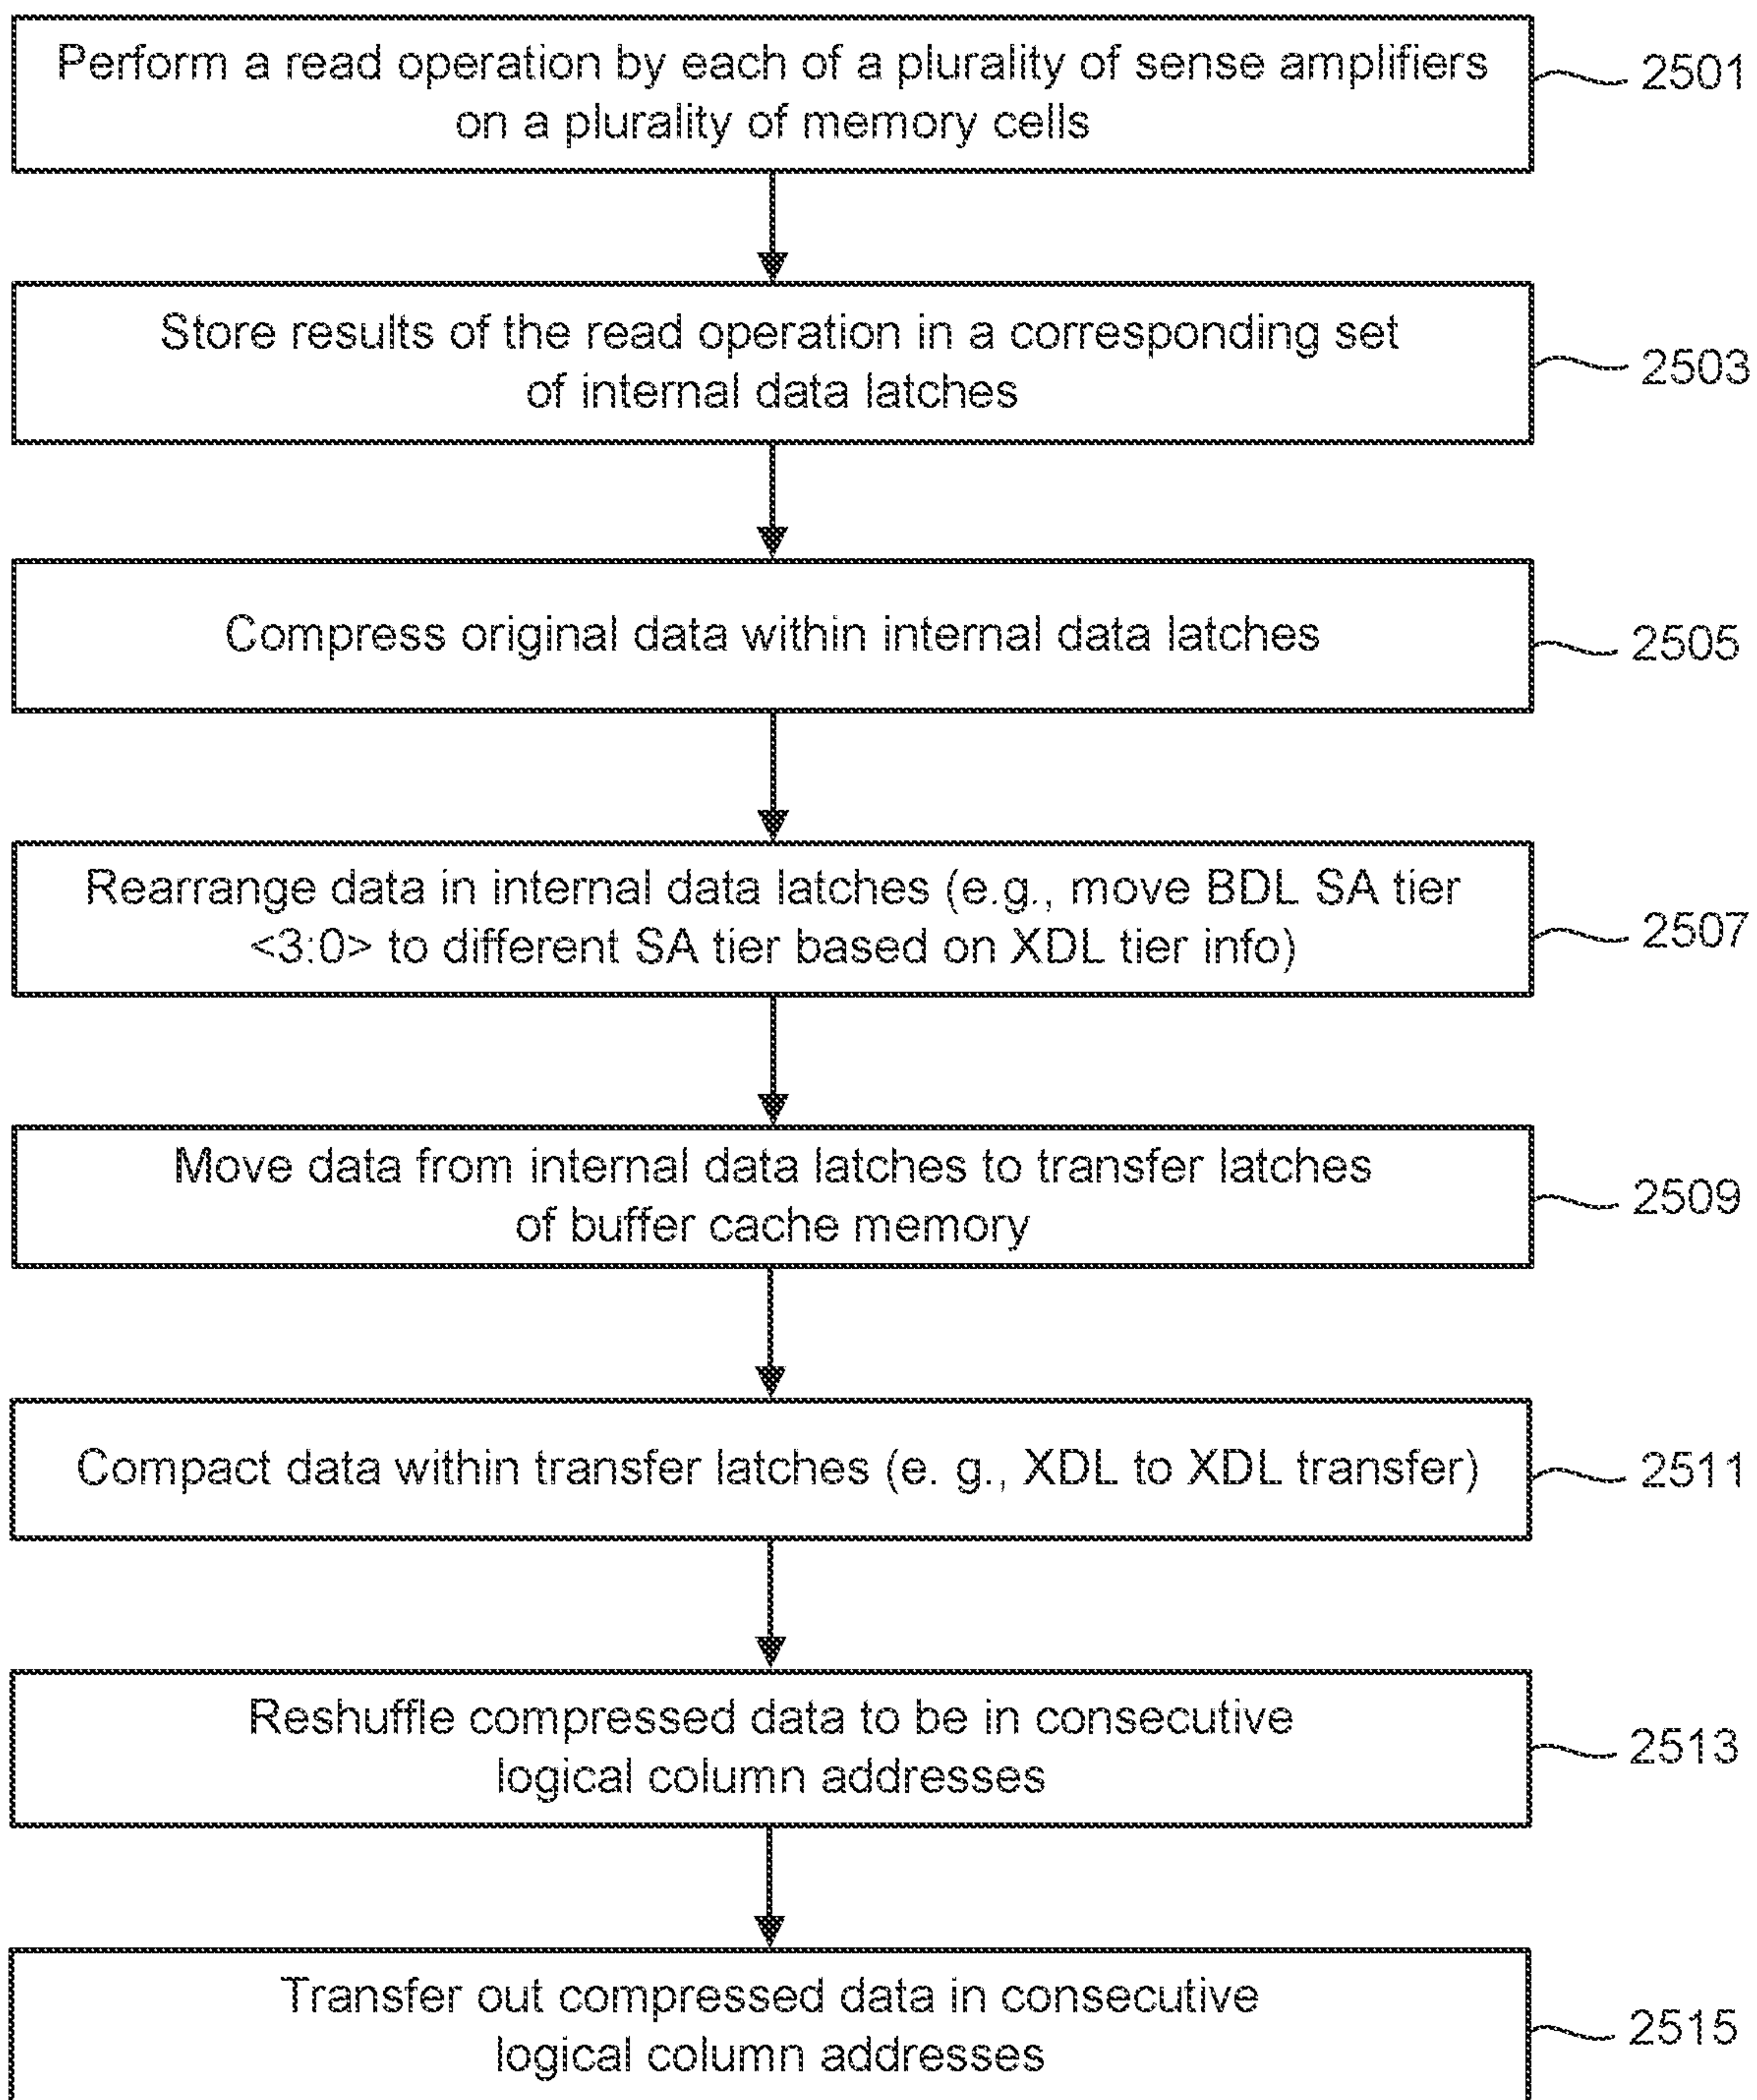 Perform a read operation by each of a plurality of sense amplifiers
on a plurality of memory cells
2501
Store results of the read operation in a corresponding set
of internal data latches
2503
Compress original data within internal data latches
2505
Rearrange data in internal data latches (e.g., move BDL SA tier
<3:0> to different SA tier based on XDL tier info)
2507
Move data from internal data latches to transfer latches
of buffer cache memory
2509
Compact data within transfer latches (e. g., XDL to XDL transfer)
2511
Reshuffle compressed data to be in consecutive
logical column addresses
2513
Transfer out compressed data in consecutive
logical column addresses
2515